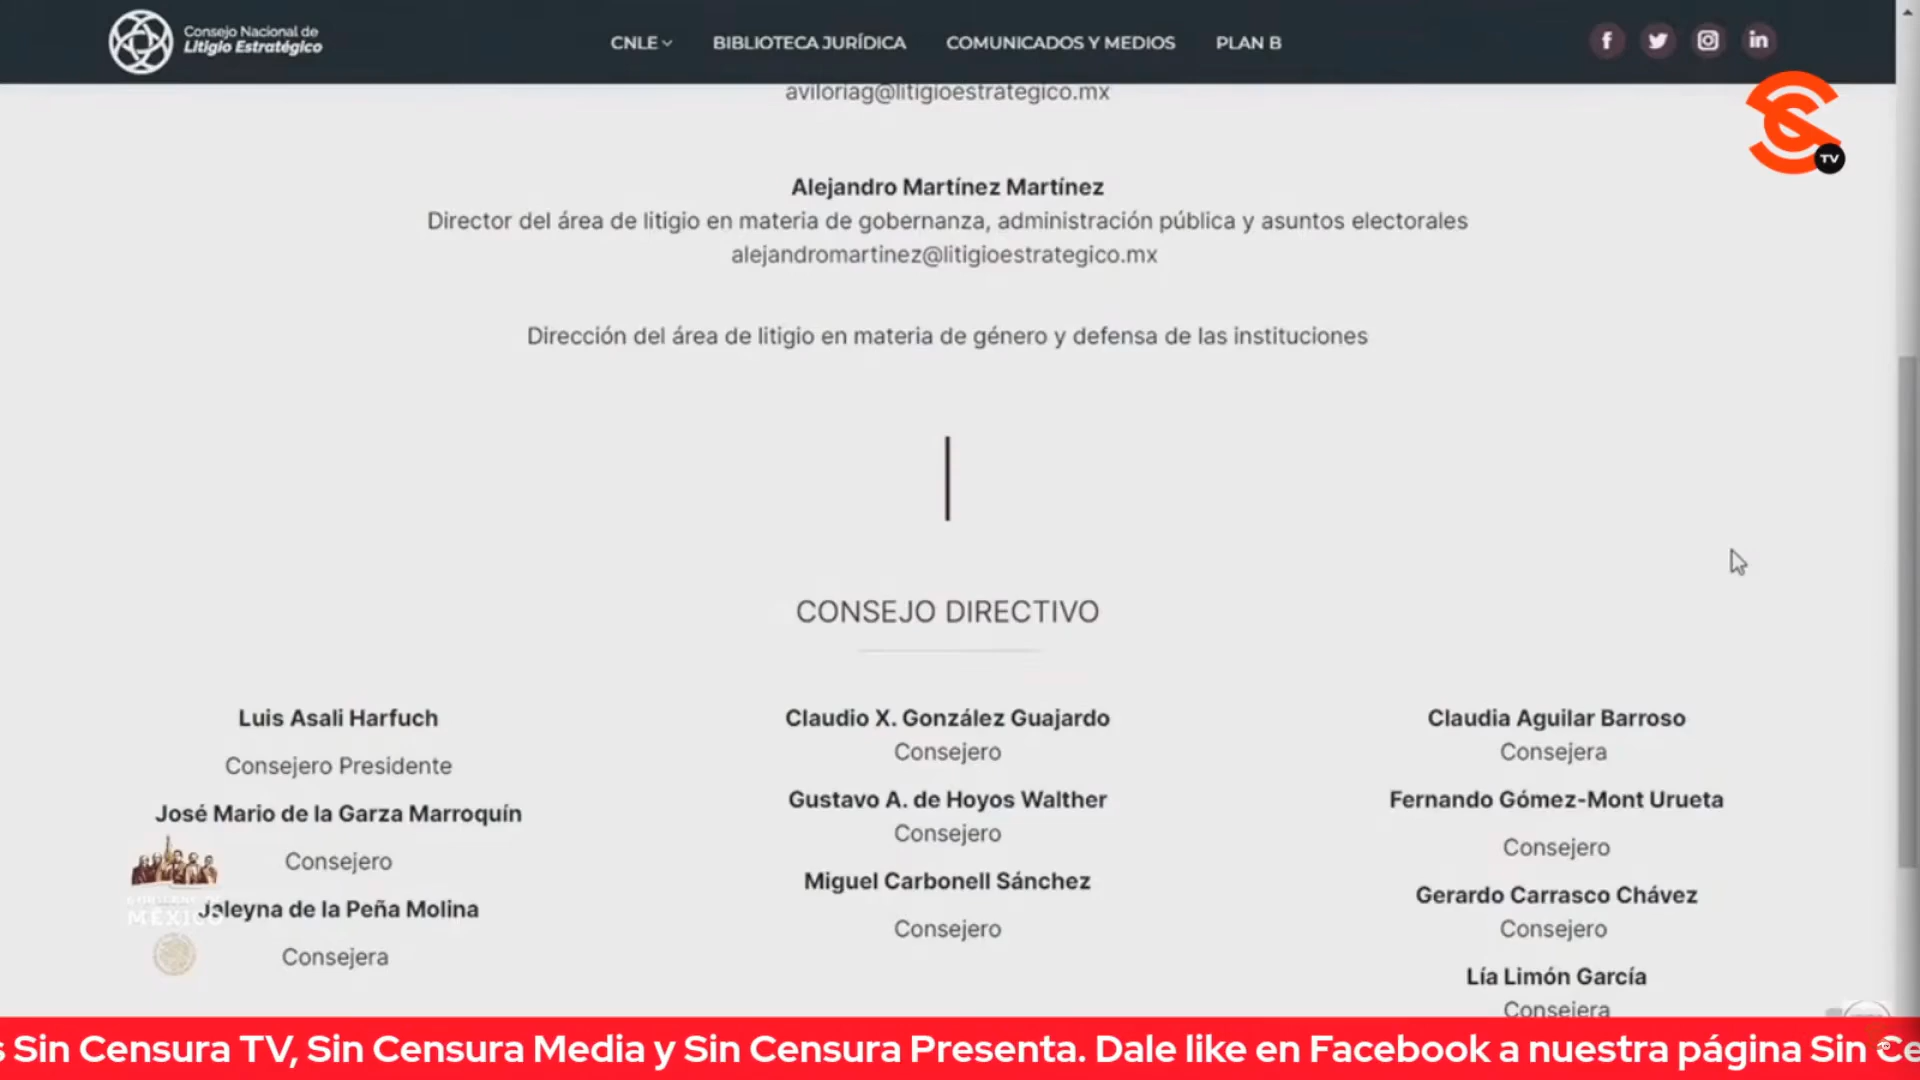 Consejo Nacional de
Litigio Estratégico
CNLE
BIBLIOTECA JURÍDICA
COMUNICADOS Y MEDIOS
PLAN B
TV
aviloriag@litigioestrategico.mx
Alejandro Martínez Martínez
Director del área de litigio en materia de gobernanza, administración pública y asuntos electorales
alejandromartinez@litigioestrategico.mx
Dirección del área de litigio en materia de género y defensa de las instituciones
CONSEJO DIRECTIVO
Luis Asali Harfuch
Consejero Presidente
José Mario de la Garza Marroquín
Consejero
Jaleyna de la Peña Molina
Consejera
Claudio X. González Guajardo
Consejero
Gustavo A. de Hoyos Walther
Consejero
Miguel Carbonell Sánchez
Consejero
Claudia Aguilar Barroso
Consejera
Fernando Gómez-Mont Urueta
Consejero
Gerardo Carrasco Chávez
Consejero
Lía Limón García
Consejera
GOBIERNO DE
MÉXICO
s Sin Censura TV, Sin Censura Media y Sin Censura Presenta. Dale like en Facebook a nuestra página Sin Ce